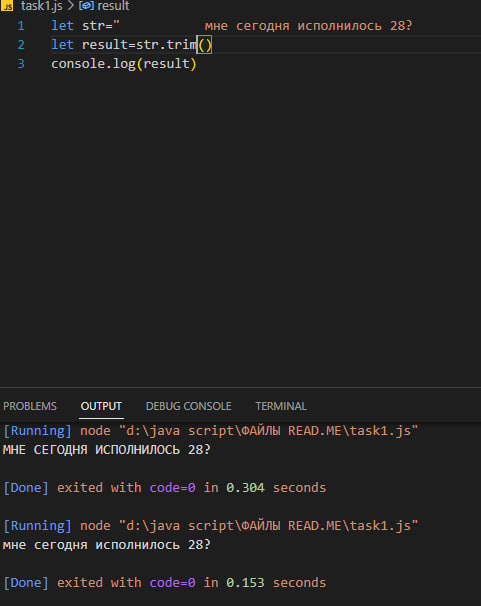 JS task1.js > result
1 let str="           мне сегодня исполнилось 28?
2 let result=str.trim()
3 console.log(result)
PROBLEMS OUTPUT DEBUG CONSOLE TERMINAL
[Running] node "d:\java script\ФАЙЛЫ READ.ME\task1.js"
МНЕ СЕГОДНЯ ИСПОЛНИЛОСЬ 28?
[Done] exited with code=0 in 0.304 seconds
[Running] node "d:\java script\ФАЙЛЫ READ.ME\task1.js"
мне сегодня исполнилось 28?
[Done] exited with code=0 in 0.153 seconds